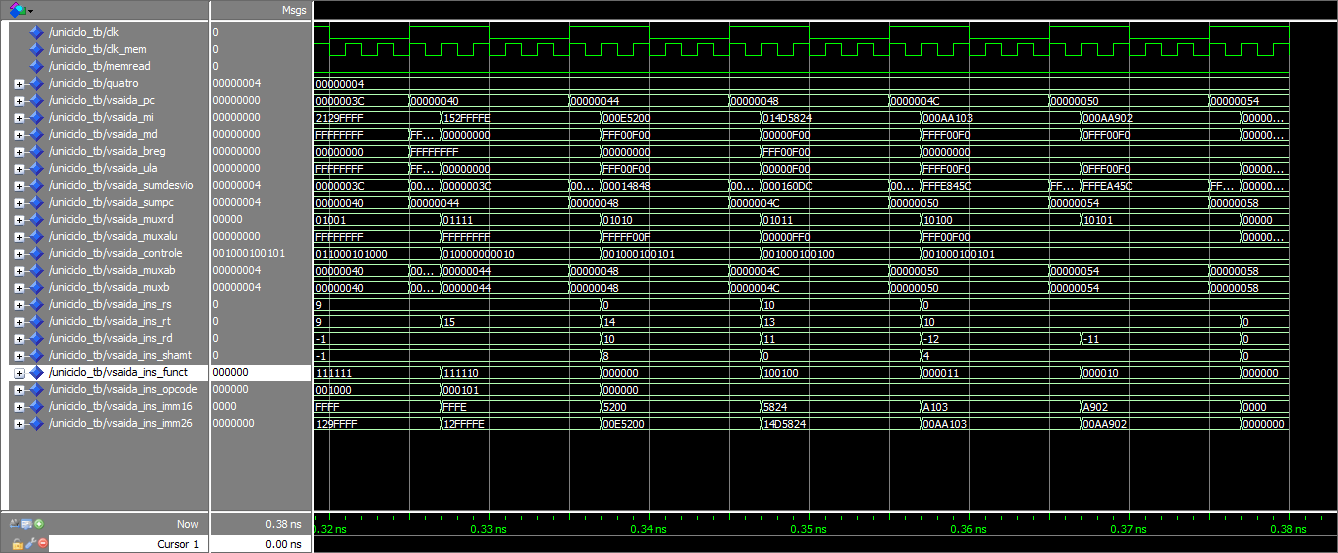 Msgs
/uniciclo_tb/clk 0
/uniciclo_tb/clk_mem 0
/uniciclo_tb/memread 0
/uniciclo_tb/quatro 00000004 00000004
/uniciclo_tb/vsaida_pc 00000000 0000003C 00000040 00000044 00000048 0000004C 00000050 00000054
/uniciclo_tb/vsaida_mi 00000000 2129FFFF 152FFFFE 000E5200 014D5824 000AA103 000AA902 00000...
/uniciclo_tb/vsaida_md 00000000 FFFFFFFF FF... 00000000 FFF00F00 00000F00 FFFF00F0 0FFF00F0 00000...
/uniciclo_tb/vsaida_breg 00000000 00000000 FFFFFFFF 00000000 FFF00F00 00000000
/uniciclo_tb/vsaida_ula 00000000 FFFFFFFF FF... 00000000 FFF00F00 00000F00 FFFF00F0 0FFF00F0 00000...
/uniciclo_tb/vsaida_sumdesvio 00000004 0000003C 00... 0000003C 00... 00014848 00... 000160DC 00... FFFE845C FF... FFFEA45C FF... 00000...
/uniciclo_tb/vsaida_sumpc 00000004 00000040 00000044 00000048 0000004C 00000050 00000054 00000058
/uniciclo_tb/vsaida_muxrd 00000 01001 01111 01010 01011 10100 10101 00000
/uniciclo_tb/vsaida_muxalu 00000000 FFFFFFFF FFFFFFFF FFFFF00F 00000FF0 FFF00F00 00000...
/uniciclo_tb/vsaida_controle 001000100101 011000101000 010000000010 001000100101 001000100100 001000100101
/uniciclo_tb/vsaida_muxab 00000004 00000040 00... 00000044 00000048 0000004C 00000050 00000054 00000058
/uniciclo_tb/vsaida_muxb 00000004 00000040 00... 00000044 00000048 0000004C 00000050 00000054 00000058
/uniciclo_tb/vsaida_ins_rs 0 9 0 10 0
/uniciclo_tb/vsaida_ins_rt 0 9 15 14 13 10 0
/uniciclo_tb/vsaida_ins_rd 0 -1 10 11 -12 -11 0
/uniciclo_tb/vsaida_ins_shamt 0 -1 8 0 4 0
/uniciclo_tb/vsaida_ins_funct 000000 111111 111110 000000 100100 000011 000010 000000
/uniciclo_tb/vsaida_ins_opcode 000000 001000 000101 000000
/uniciclo_tb/vsaida_ins_imm16 0000 FFFF FFFE 5200 5824 A103 A902 0000
/uniciclo_tb/vsaida_ins_imm26 0000000 129FFFF 12FFFFE 00E5200 14D5824 00AA103 00AA902 0000000
Now 0.38 ns 0.32 ns 0.33 ns 0.34 ns 0.35 ns 0.36 ns 0.37 ns 0.38 ns
Cursor 1 0.00 ns